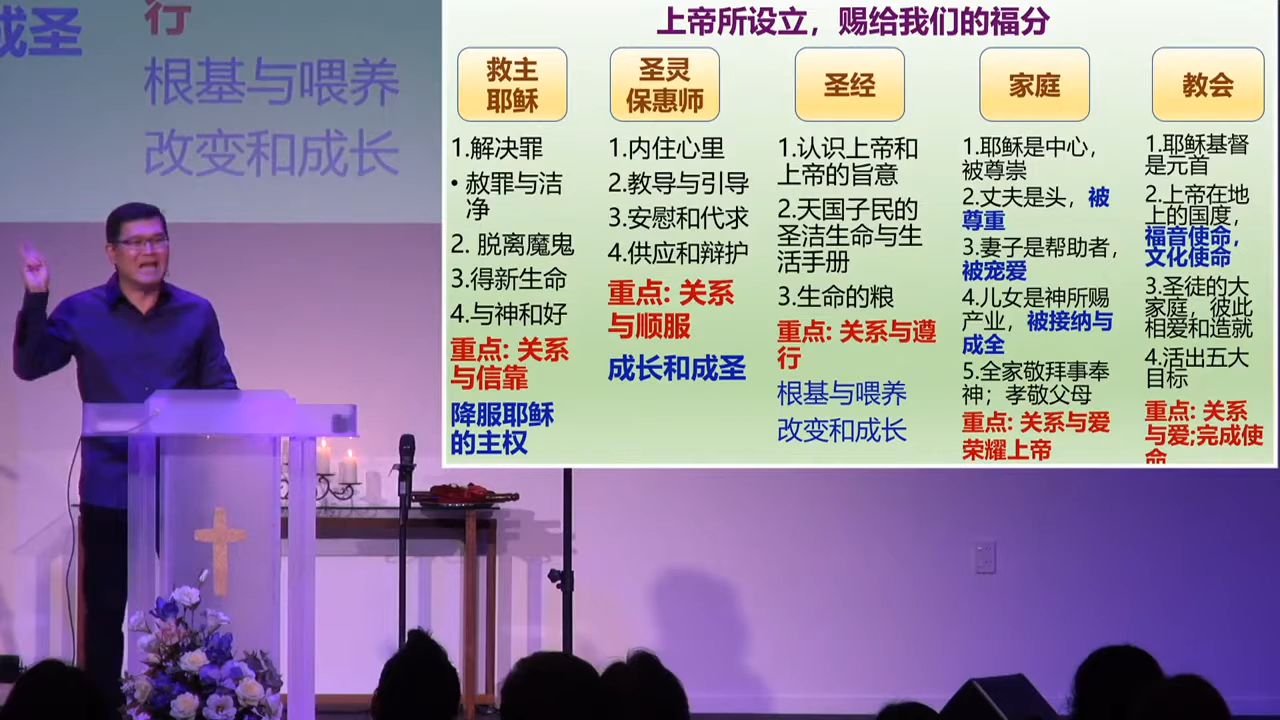 成圣
行
根基与喂养
改变和成长
上帝所设立，赐给我们的福分
救主
耶稣
1.解决罪
• 赦罪与洁
净
2. 脱离魔鬼
3.得新生命
4.与神和好
重点: 关系
与信靠
降服耶稣
的主权
圣灵
保惠师
1.内住心里
2.教导与引导
3.安慰和代求
4.供应和辩护
重点: 关系
与顺服
成长和成圣
圣经
1.认识上帝和
上帝的旨意
2.天国子民的
圣洁生命与生
活手册
3.生命的粮
重点: 关系与遵
行
根基与喂养
改变和成长
家庭
1.耶稣是中心，
被尊崇
2.丈夫是头，被
尊重
3.妻子是帮助者，
被宠爱
4.儿女是神所赐
产业，被接纳与
成全
5.全家敬拜事奉
神；孝敬父母
重点: 关系与爱
荣耀上帝
教会
1.耶稣基督
是元首
2.上帝在地
上的国度，
福音使命，
文化使命
3.圣徒的大
家庭，彼此
相爱和造就
4.活出五大
目标
重点: 关系
与爱;完成使
命